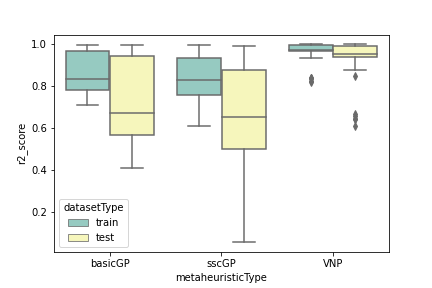 1.0
0.8
0.6
0.4
0.2
r2_score
datasetType
train
test
basicGP
sscGP
VNP
metaheuristicType